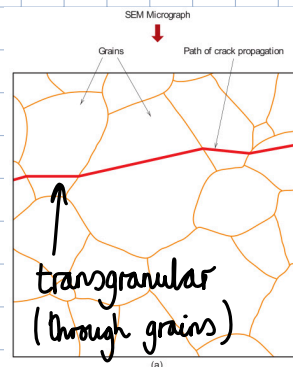 SEM Micrograph
Grains
Path of crack propagation
transgranular
(through grains)
(a)